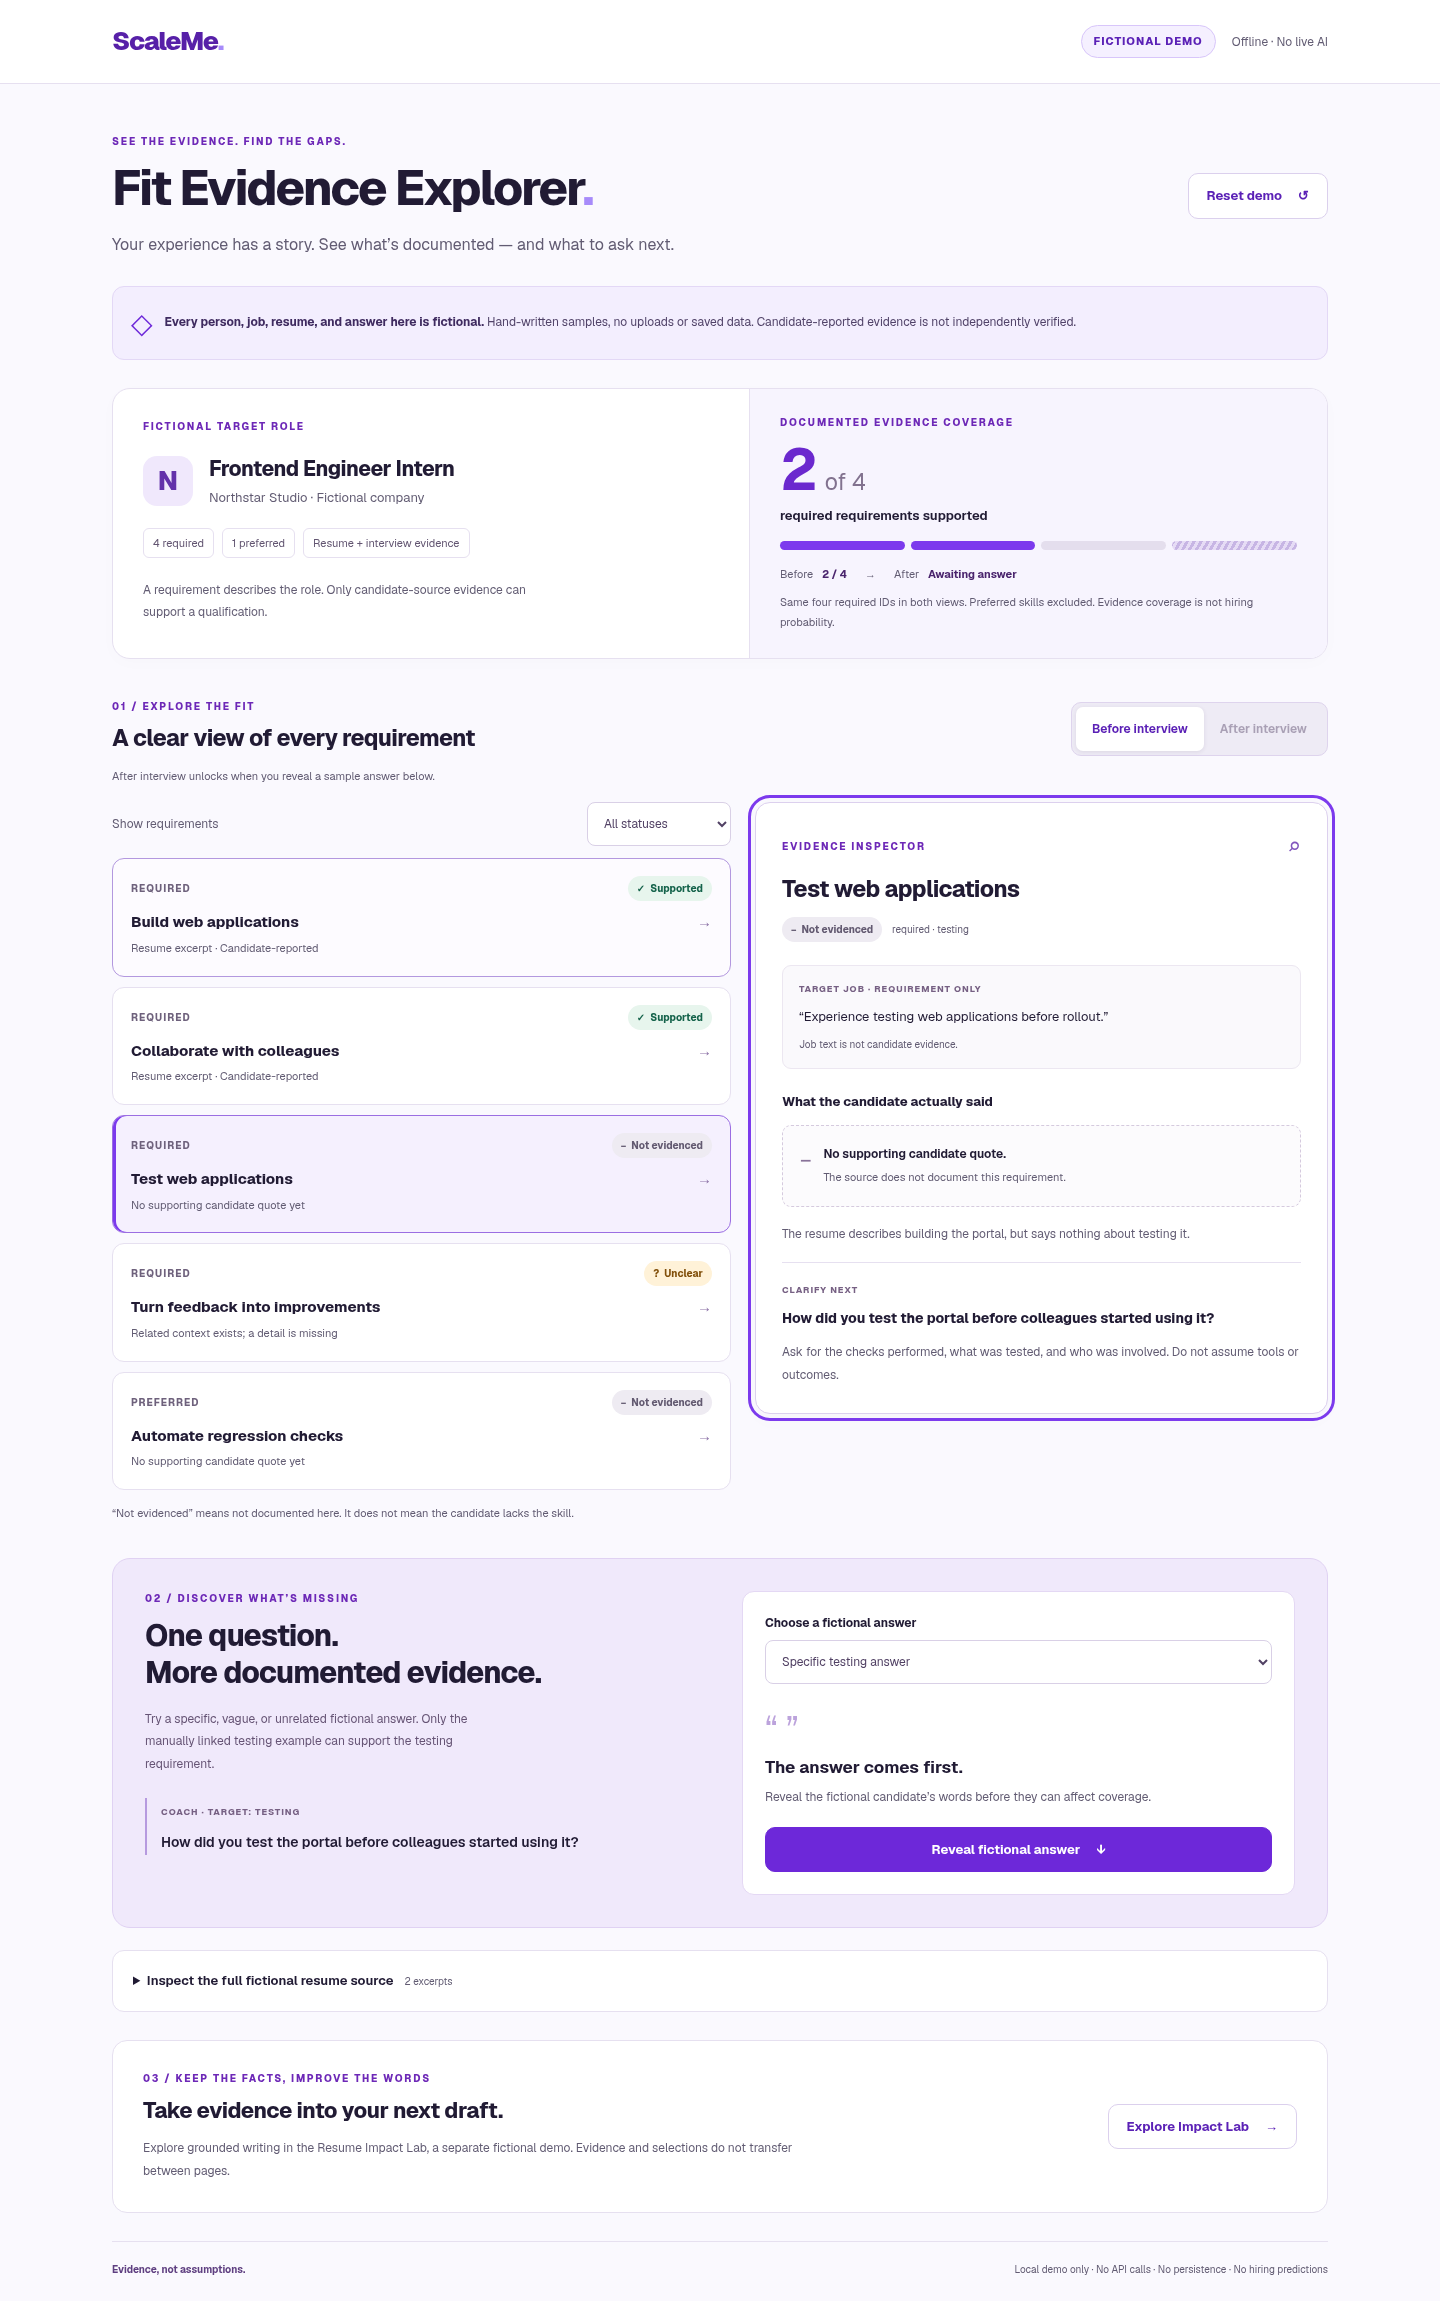 ScaleMe.
FICTIONAL DEMO
Offline · No live AI
SEE THE EVIDENCE. FIND THE GAPS.
Fit Evidence Explorer.
Reset demo ↺
Your experience has a story. See what’s documented — and what to ask next.
Every person, job, resume, and answer here is fictional. Hand-written samples, no uploads or saved data. Candidate-reported evidence is not independently verified.
FICTIONAL TARGET ROLE
N
Frontend Engineer Intern
Northstar Studio · Fictional company
4 required
1 preferred
Resume + interview evidence
A requirement describes the role. Only candidate-source evidence can
support a qualification.
DOCUMENTED EVIDENCE COVERAGE
2 of 4
required requirements supported
Before 2 / 4 → After Awaiting answer
Same four required IDs in both views. Preferred skills excluded. Evidence coverage is not hiring
probability.
01 / EXPLORE THE FIT
A clear view of every requirement
Before interview
After interview
After interview unlocks when you reveal a sample answer below.
Show requirements
All statuses
REQUIRED
✓ Supported
Build web applications
→
Resume excerpt · Candidate-reported
REQUIRED
✓ Supported
Collaborate with colleagues
→
Resume excerpt · Candidate-reported
REQUIRED
– Not evidenced
Test web applications
→
No supporting candidate quote yet
REQUIRED
? Unclear
Turn feedback into improvements
→
Related context exists; a detail is missing
PREFERRED
– Not evidenced
Automate regression checks
→
No supporting candidate quote yet
“Not evidenced” means not documented here. It does not mean the candidate lacks the skill.
EVIDENCE INSPECTOR
Test web applications
– Not evidenced
required · testing
TARGET JOB · REQUIREMENT ONLY
“Experience testing web applications before rollout.”
Job text is not candidate evidence.
What the candidate actually said
–
No supporting candidate quote.
The source does not document this requirement.
The resume describes building the portal, but says nothing about testing it.
CLARIFY NEXT
How did you test the portal before colleagues started using it?
Ask for the checks performed, what was tested, and who was involved. Do not assume tools or
outcomes.
02 / DISCOVER WHAT’S MISSING
One question.
More documented evidence.
Try a specific, vague, or unrelated fictional answer. Only the
manually linked testing example can support the testing
requirement.
COACH · TARGET: TESTING
How did you test the portal before colleagues started using it?
Choose a fictional answer
Specific testing answer
“ ”
The answer comes first.
Reveal the fictional candidate’s words before they can affect coverage.
Reveal fictional answer ↓
Inspect the full fictional resume source 2 excerpts
03 / KEEP THE FACTS, IMPROVE THE WORDS
Take evidence into your next draft.
Explore grounded writing in the Resume Impact Lab, a separate fictional demo. Evidence and selections do not transfer
between pages.
Explore Impact Lab →
Evidence, not assumptions.
Local demo only · No API calls · No persistence · No hiring predictions